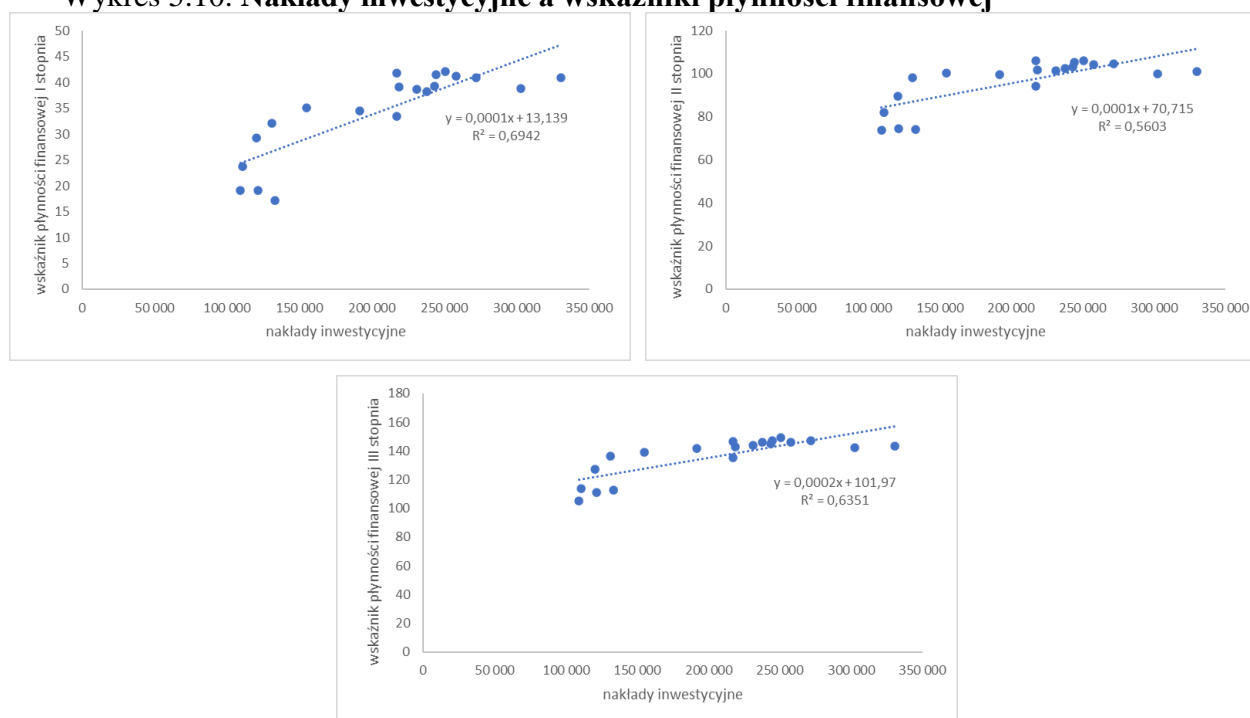 Wykres 3.10. Nakłady inwestycyjne a wskaźniki płynności finansowej
wskaźnik płynności finansowej I stopnia
50
45
40
35
30
25
20
15
10
5
0
y = 0,0001x + 13,139
R² = 0,6942
0 50 000 100 000 150 000 200 000 250 000 300 000 350 000
nakłady inwestycyjne
wskaźnik płynności finansowej II stopnia
120
100
80
60
40
20
0
y = 0,0001x + 70,715
R² = 0,5603
0 50 000 100 000 150 000 200 000 250 000 300 000 350 000
nakłady inwestycyjne
wskaźnik płynności finansowej III stopnia
180
160
140
120
100
80
60
40
20
0
y = 0,0002x + 101,97
R² = 0,6351
0 50 000 100 000 150 000 200 000 250 000 300 000 350 000
nakłady inwestycyjne